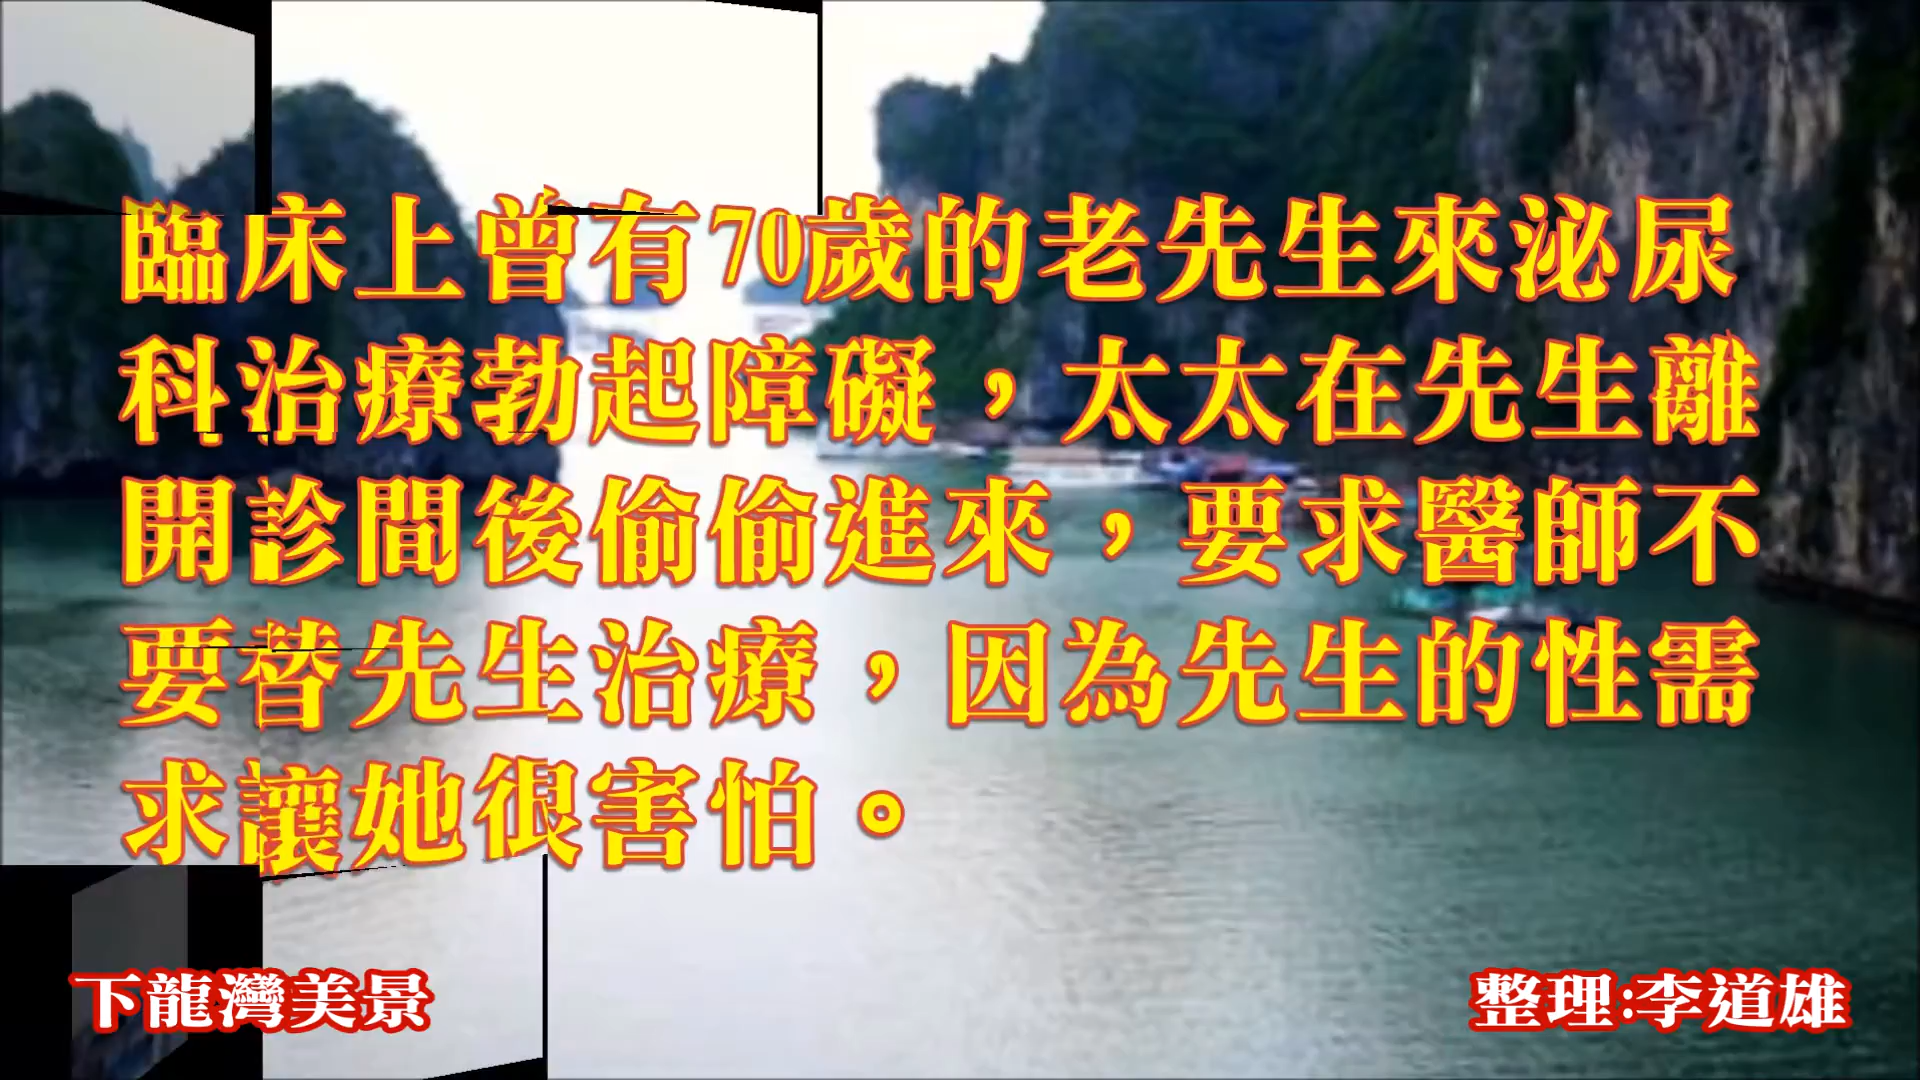 臨床上曾有70歲的老先生來泌尿
科治療勃起障礙，太太在先生離
開診間後偷偷進來，要求醫師不
要替先生治療，因為先生的性需
求讓她很害怕。
下龍灣美景
整理:李道雄